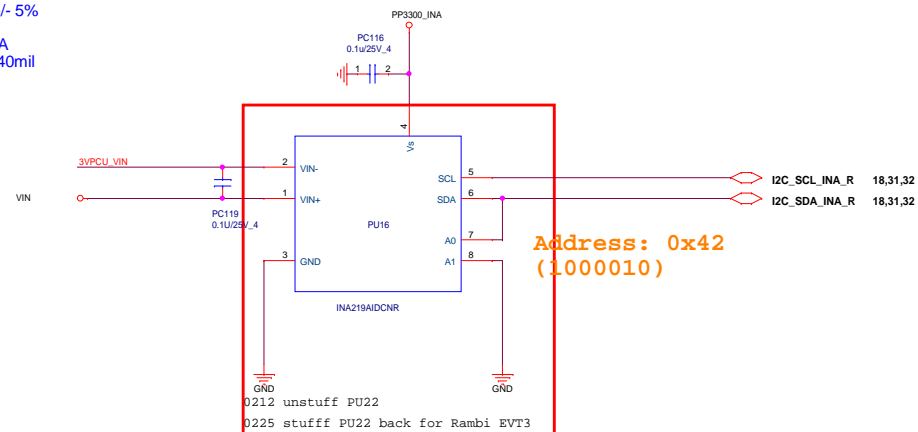 /- 5%
A
40mil
PP3300_INA
PC116
0.1u/25V_4
1 2
4
Vs
3VPCU_VIN
2 VIN-
SCL 5
I2C_SCL_INA_R 18,31,32
VIN
1 VIN+
SDA 6
I2C_SDA_INA_R 18,31,32
PC119
0.1U/25V_4
PU16
A0 7
Address: 0x42
3 GND
A1 8
(1000010)
INA219AIDCNR
GND
GND
0212 unstuff PU22
0225 stufff PU22 back for Rambi EVT3